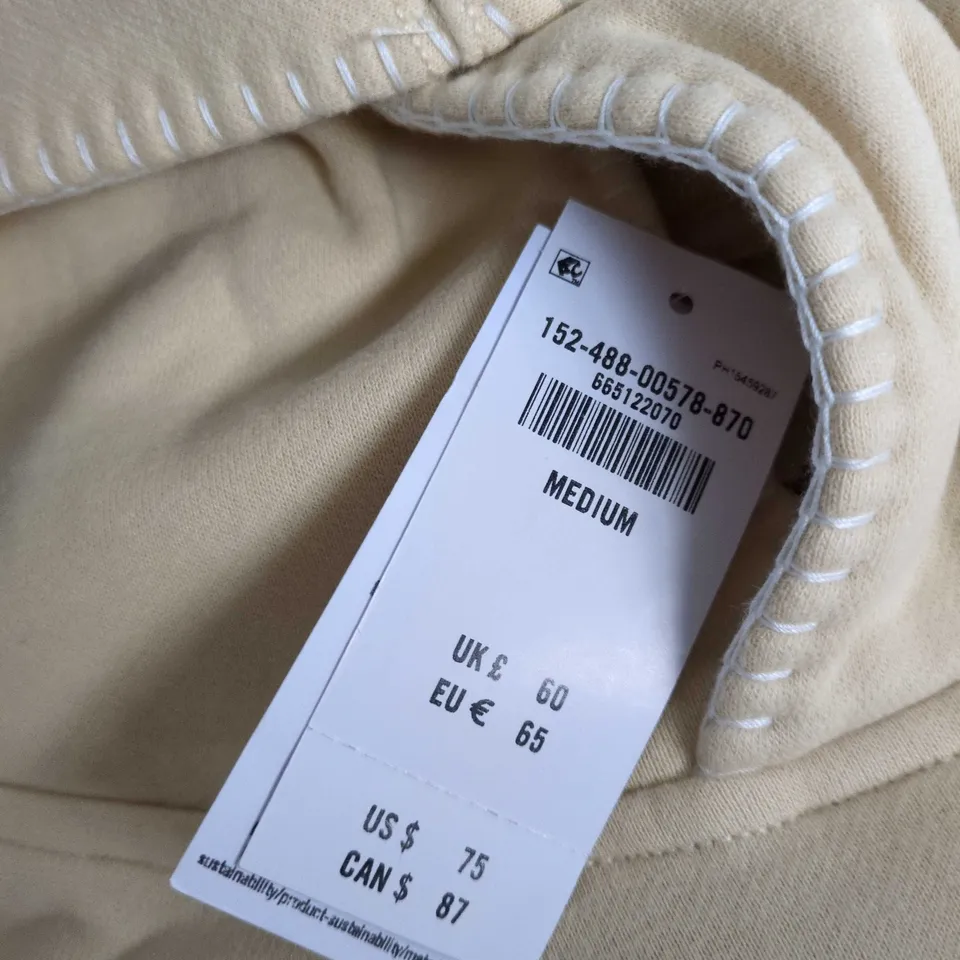 152-488-00578-870
665122070
MEDIUM
UK £ 60
EU € 65
US $ 75
CAN $ 87
sustainability/product-sustainability/